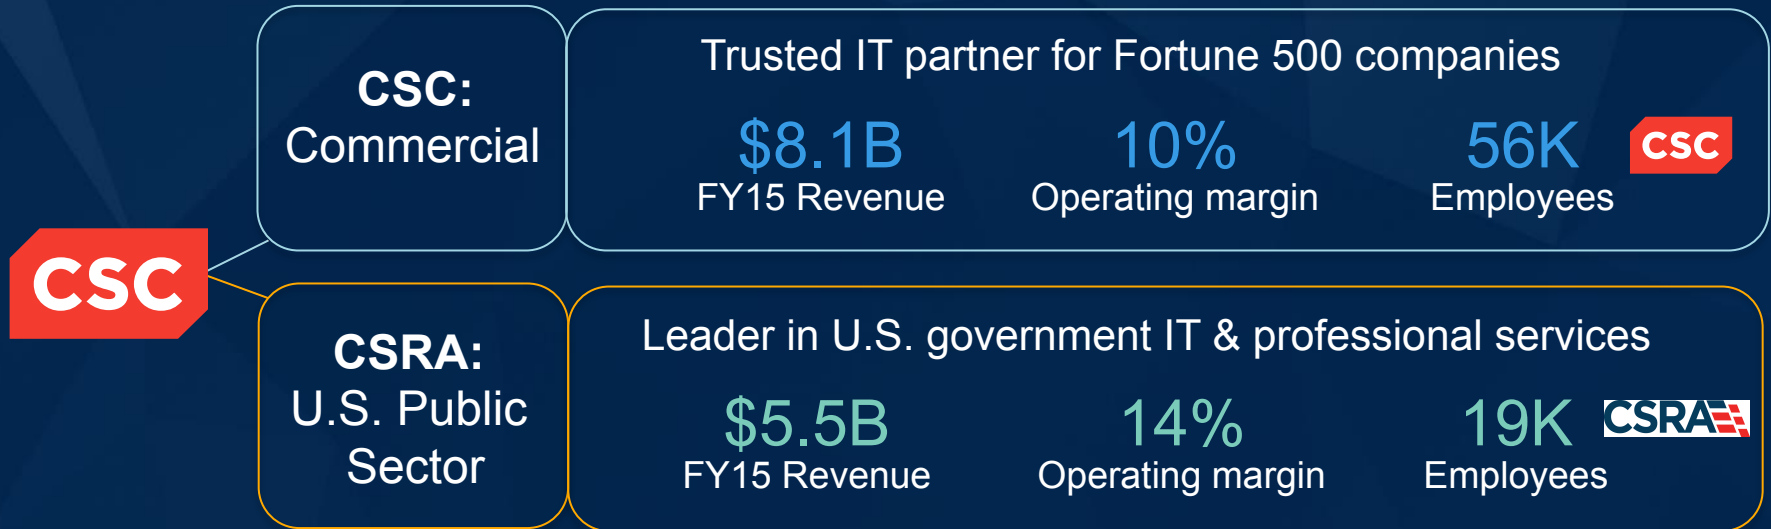 CSC
CSC:
Commercial
Trusted IT partner for Fortune 500 companies
$8.1B 10% 56K CSC
FY15 Revenue Operating margin Employees
CSRA:
U.S. Public
Sector
Leader in U.S. government IT & professional services
$5.5B 14% 19K CSRA
FY15 Revenue Operating margin Employees